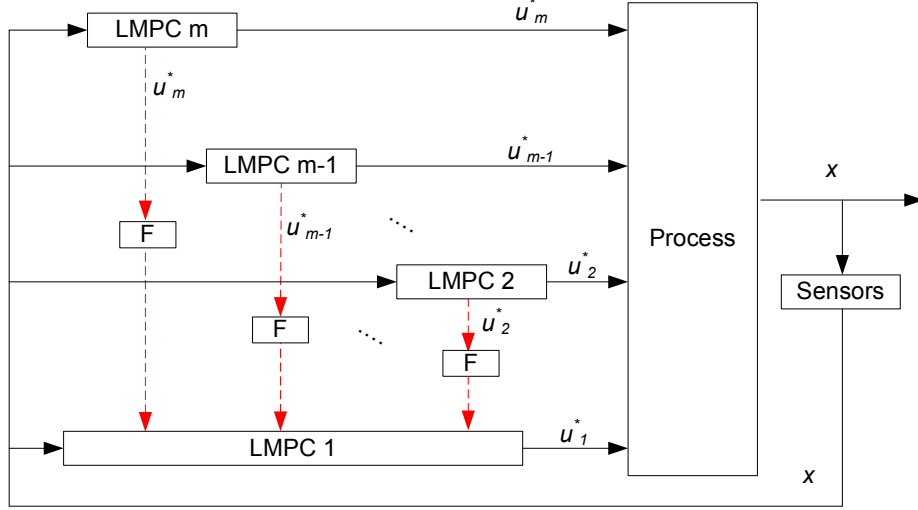 LMPC m
u*m
u*m
LMPC m-1
u*m-1
x
F
u*m-1
....
Process
LMPC 2
u*2
Sensors
F
....
u*2
F
LMPC 1
u*1
x